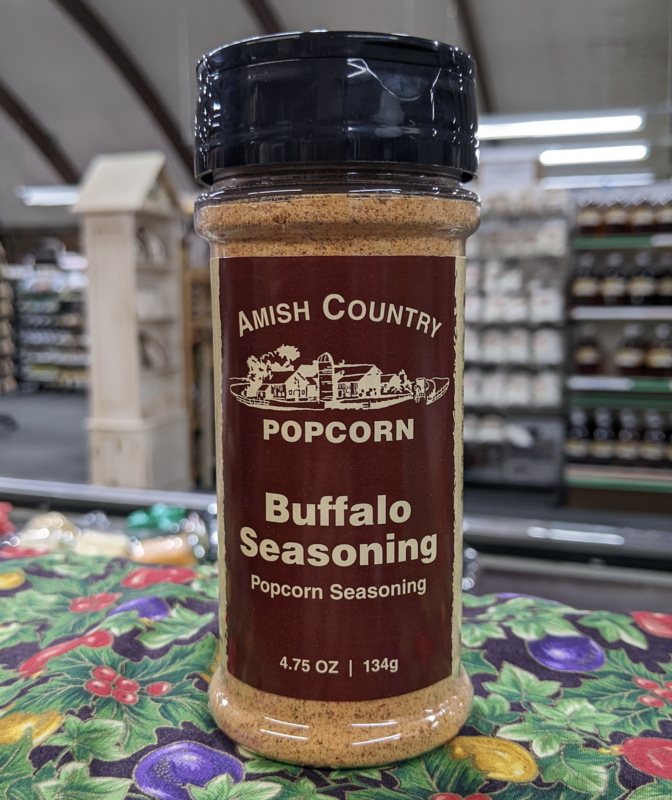 AMISH COUNTRY
POPCORN
Buffalo
Seasoning
Popcorn Seasoning
4.75 OZ | 134g